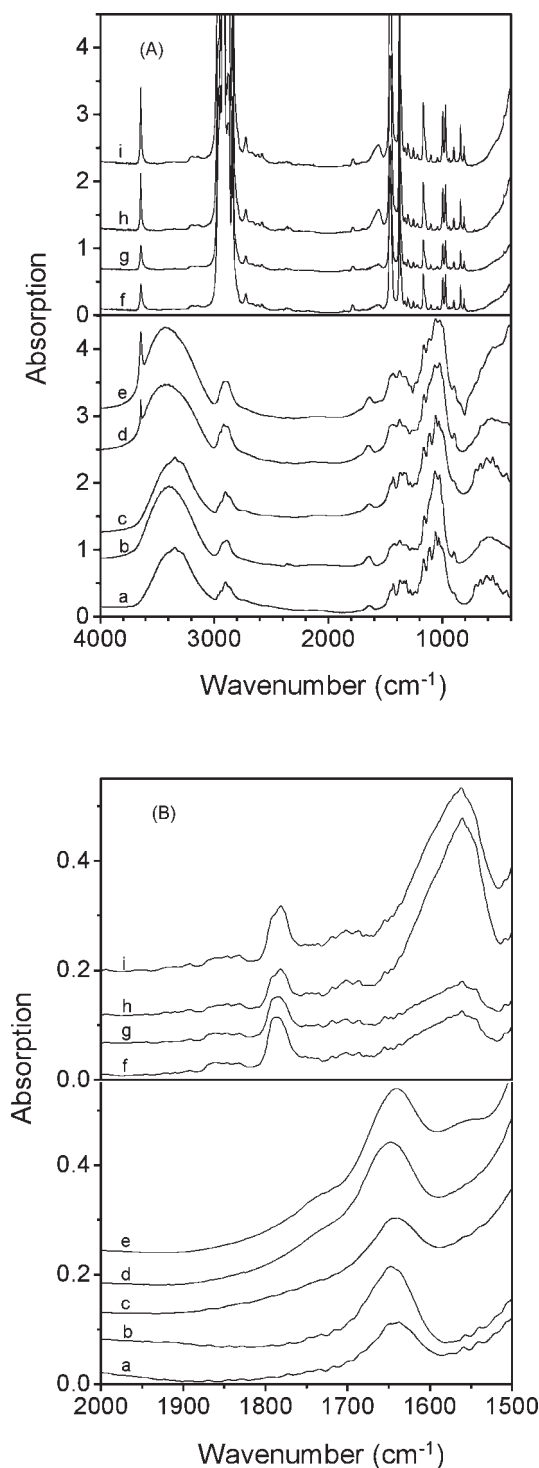 (A)
4
3
2
1
0
i
h
g
f
4
3
2
1
0
e
d
c
b
a
Absorption
4000
3000
2000
1000
Wavenumber (cm-1)
(B)
0.4
0.2
0.0
i
h
g
f
0.4
0.2
0.0
e
d
c
b
a
Absorption
2000
1900
1800
1700
1600
1500
Wavenumber (cm-1)